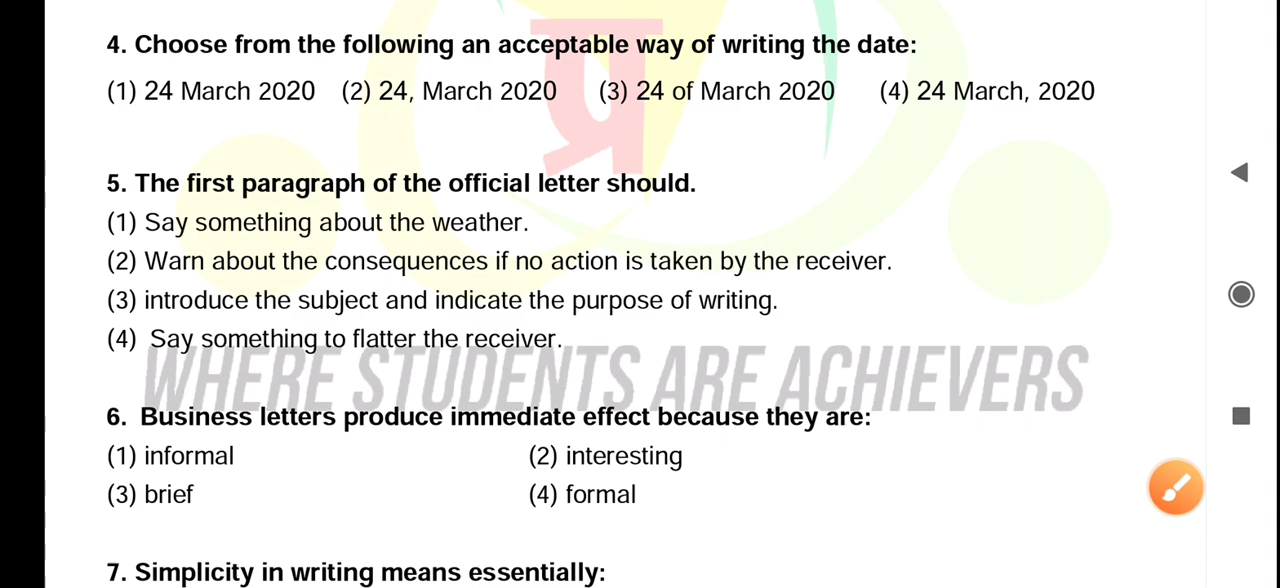 4. Choose from the following an acceptable way of writing the date:
(1) 24 March 2020 (2) 24, March 2020 (3) 24 of March 2020 (4) 24 March, 2020
प्र
5. The first paragraph of the official letter should.
(1) Say something about the weather.
(2) Warn about the consequences if no action is taken by the receiver.
(3) introduce the subject and indicate the purpose of writing.
(4) Say something to flatter the receiver.
WHERE STUDENTS ARE ACHIEVERS
6. Business letters produce immediate effect because they are:
(1) informal (2) interesting
(3) brief (4) formal
7. Simplicity in writing means essentially: